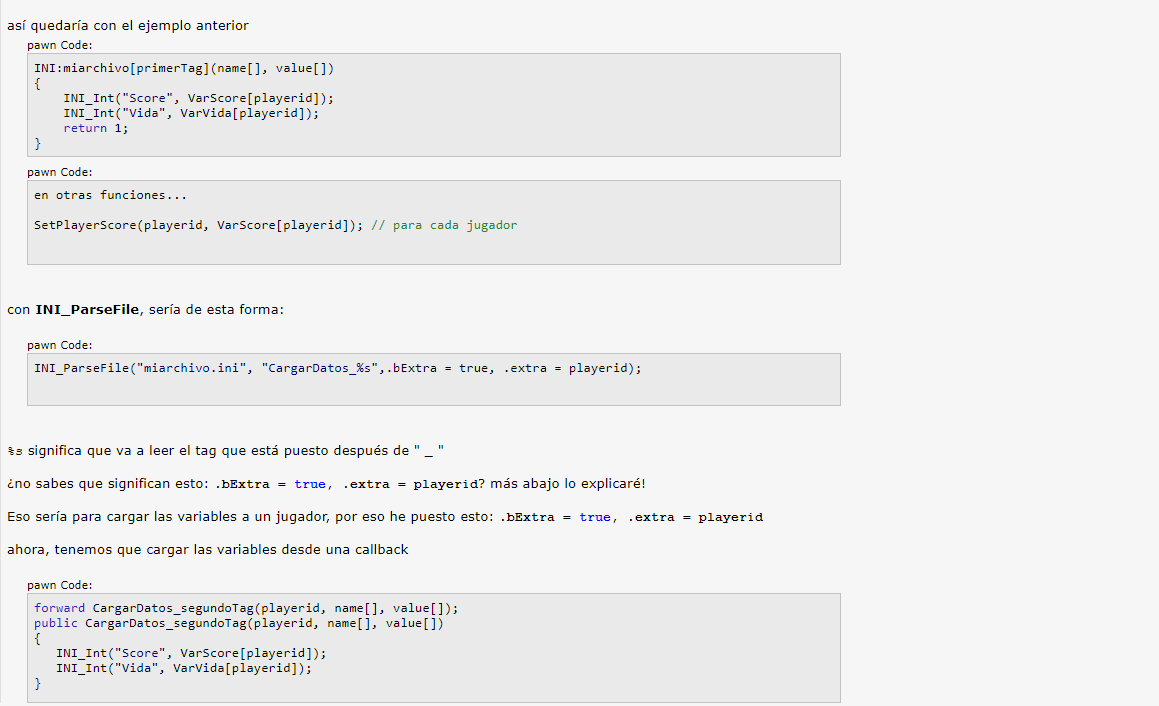 así quedaría con el ejemplo anterior
pawn Code:
INI:miarchivo[primerTag](name[], value[])
{
    INI_Int("Score", VarScore[playerid]);
    INI_Int("Vida", VarVida[playerid]);
    return 1;
}
pawn Code:
en otras funciones...
SetPlayerScore(playerid, VarScore[playerid]); // para cada jugador
con INI_ParseFile, sería de esta forma:
pawn Code:
INI_ParseFile("miarchivo.ini", "CargarDatos_%s",.bExtra = true, .extra = playerid);
%s significa que va a leer el tag que está puesto después de " _ "
¿no sabes que significan esto: .bExtra = true, .extra = playerid? más abajo lo explicaré!
Eso sería para cargar las variables a un jugador, por eso he puesto esto: .bExtra = true, .extra = playerid
ahora, tenemos que cargar las variables desde una callback
pawn Code:
forward CargarDatos_segundoTag(playerid, name[], value[]);
public CargarDatos_segundoTag(playerid, name[], value[])
{
   INI_Int("Score", VarScore[playerid]);
   INI_Int("Vida", VarVida[playerid]);
}